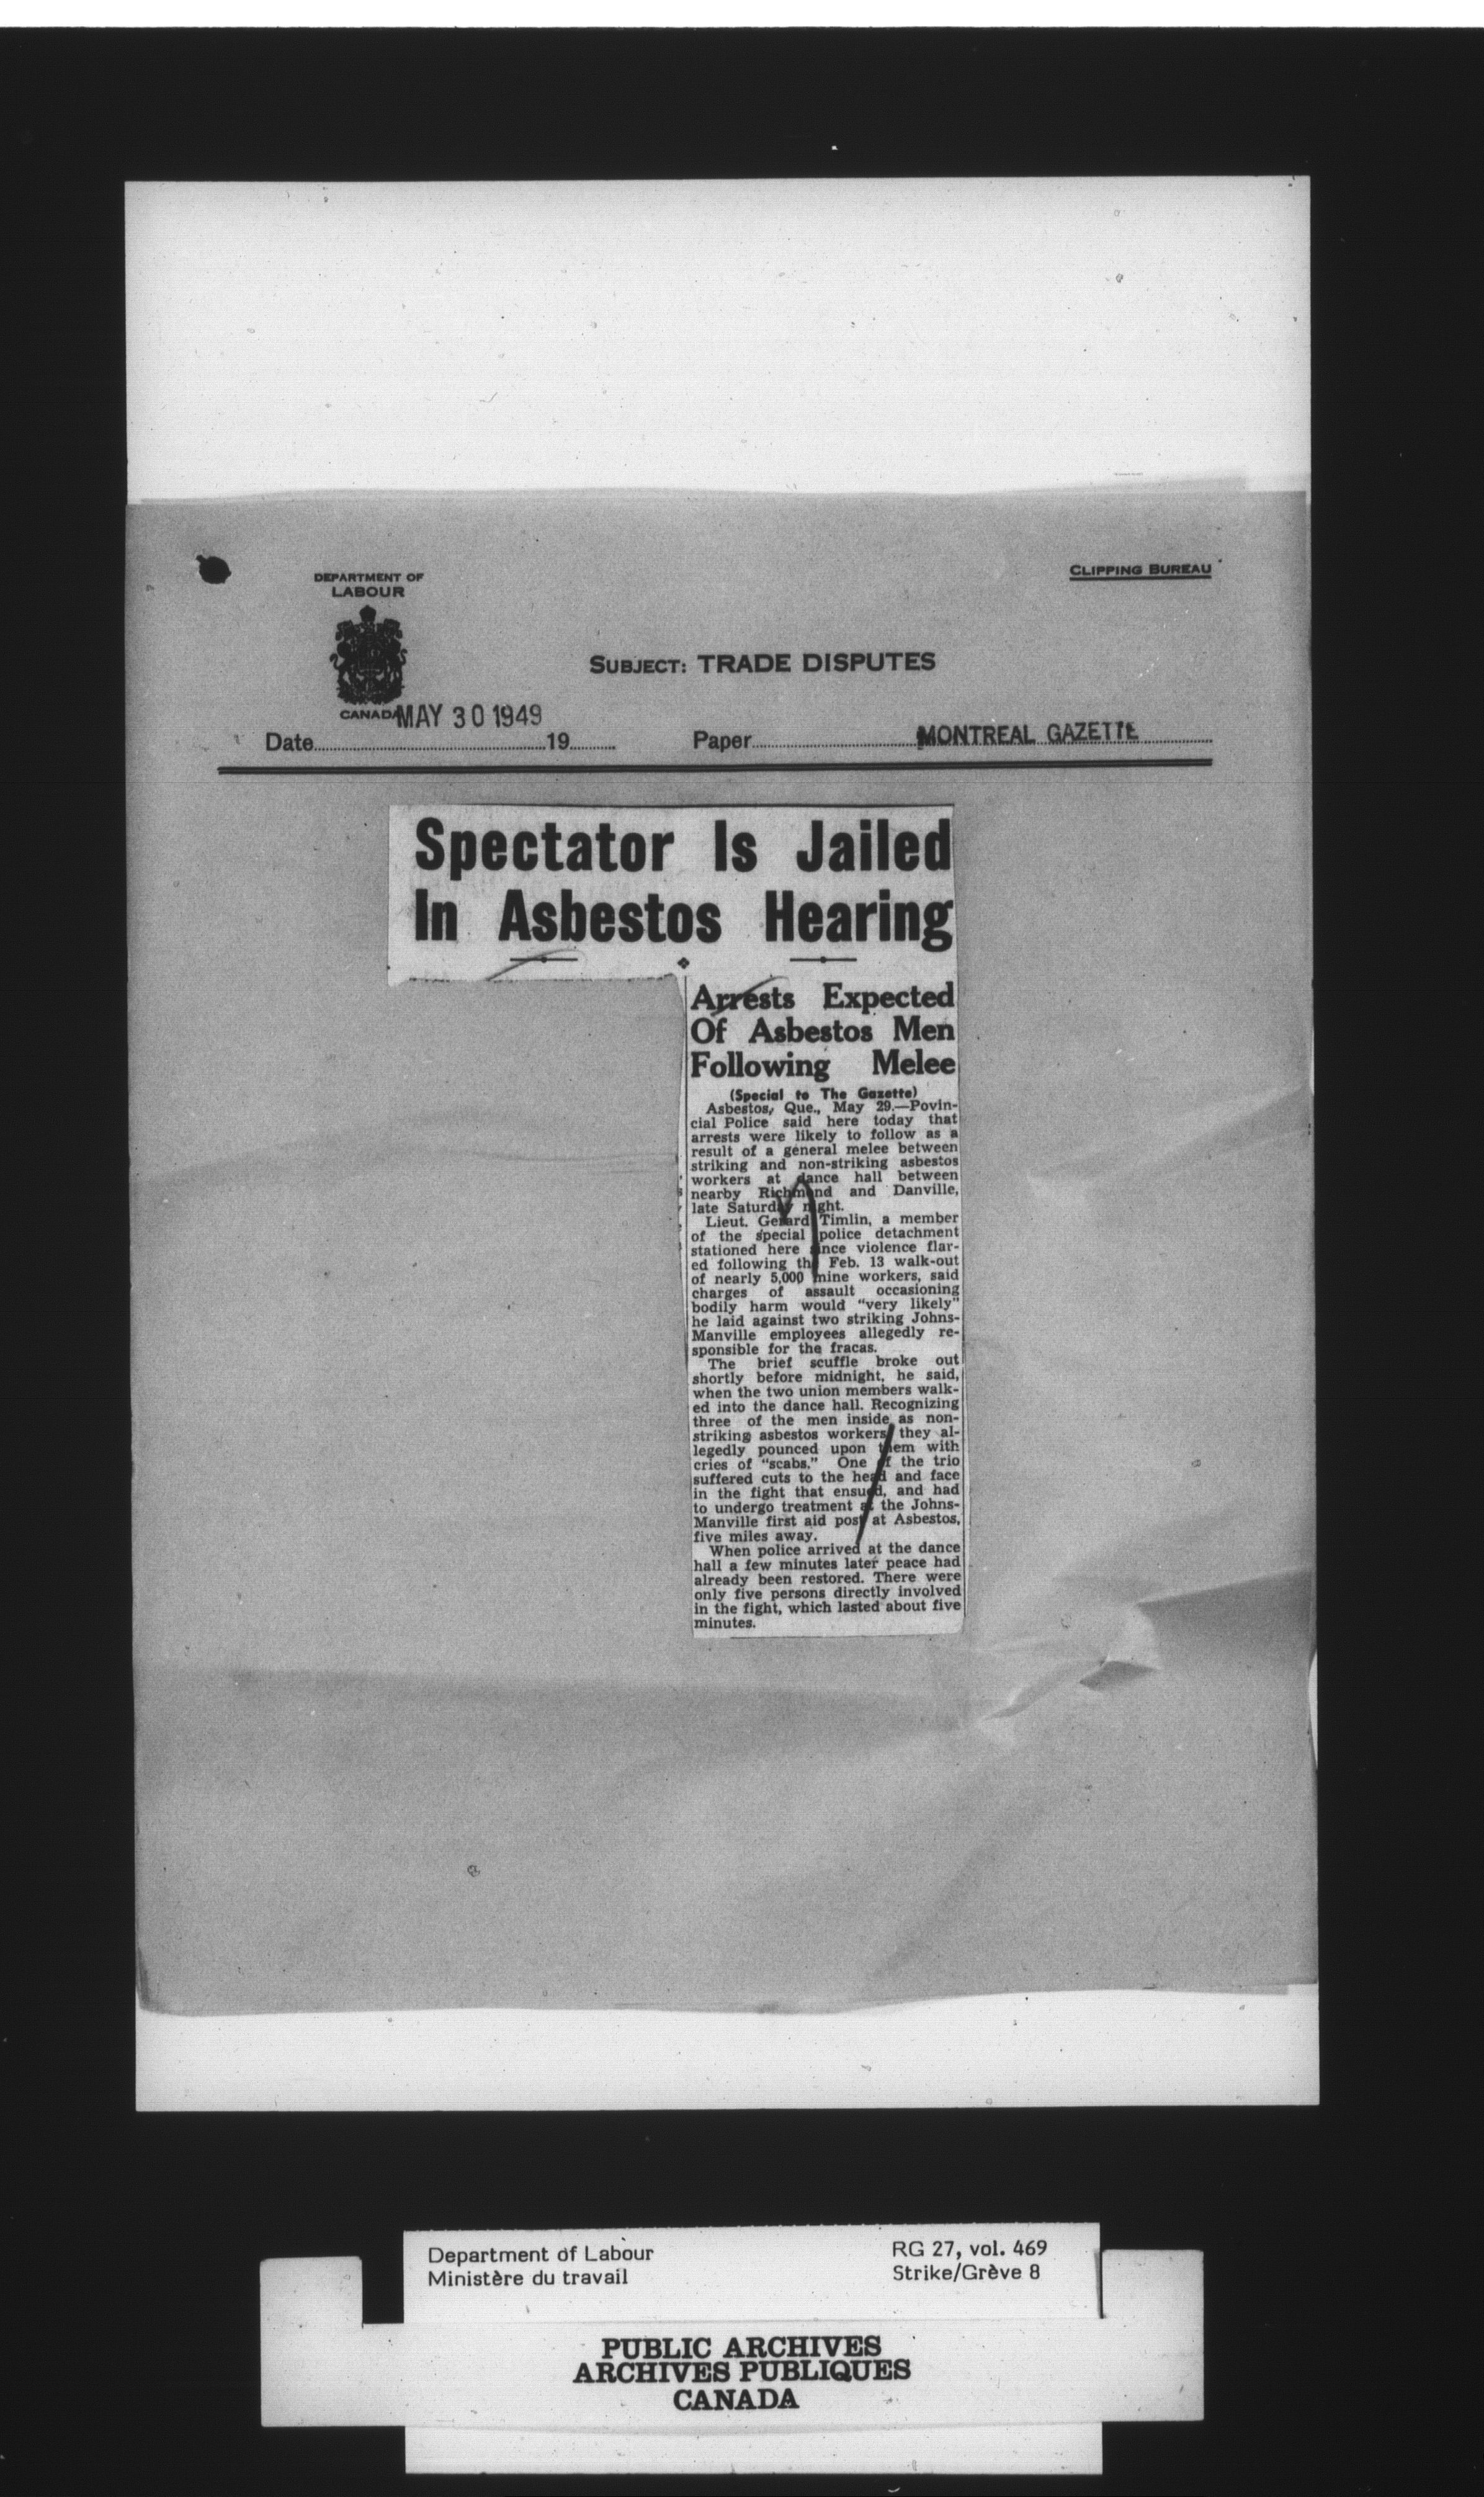 DEPARTMENT OF
LABOUR
CANADA
CLIPPING BUREAU
SUBJECT: TRADE DISPUTES
MAY 30 1949
Date 19
Paper MONTREAL GAZETTE
Spectator Is Jailed
In Asbestos Hearing
Arrests Expected
Of Asbestos Men
Following Melee
(Special to The Gazette)
Asbestos, Que., May 29.—Povin-
cial Police said here today that
arrests were likely to follow as a
result of a general melee between
striking and non-striking asbestos
workers at dance hall between
nearby Richmond and Danville,
late Saturday night.
Lieut. Gerard Timlin, a member
of the special police detachment
stationed here since violence flar-
ed following the Feb. 13 walk-out
of nearly 5,000 mine workers, said
charges of assault occasioning
bodily harm would "very likely"
he laid against two striking Johns-
Manville employees allegedly re-
sponsible for the fracas.
The brief scuffle broke out
shortly before midnight, he said,
when the two union members walk-
ed into the dance hall. Recognizing
three of the men inside as non-
striking asbestos workers, they al-
legedly pounced upon them with
cries of "scabs." One of the trio
suffered cuts to the head and face
in the fight that ensued, and had
to undergo treatment at the Johns-
Manville first aid post at Asbestos,
five miles away.
When police arrived at the dance
hall a few minutes later peace had
already been restored. There were
only five persons directly involved
in the fight, which lasted about five
minutes.
Department of Labour
Ministère du travail
RG 27, vol. 469
Strike/Grève 8
PUBLIC ARCHIVES
ARCHIVES PUBLIQUES
CANADA